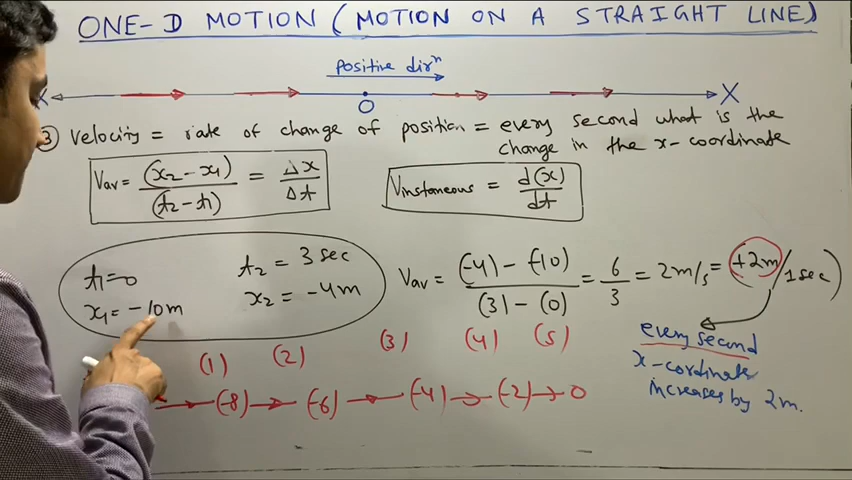 ONE-D MOTION (MOTION ON A STRAIGHT LINE)
positive dirⁿ
X
O
X
③ Velocity = rate of change of position = every second what is the
change in the x-coordinate
Vav = (x2 - x1) / (t2 - t1) = Δx / Δt
Vinstaneous = d(x) / dt
t1 = 0
x1 = -10m
t2 = 3 sec
x2 = -4m
Vav = (-4) - (-10) / (3) - (0) = 6 / 3 = 2 m/s = +2m / 1 sec)
every second
x-cordinate
increases by 2m.
(1) (2) (3) (4) (5)
→ (-8) → (-6) → (-4) → (-2) → 0